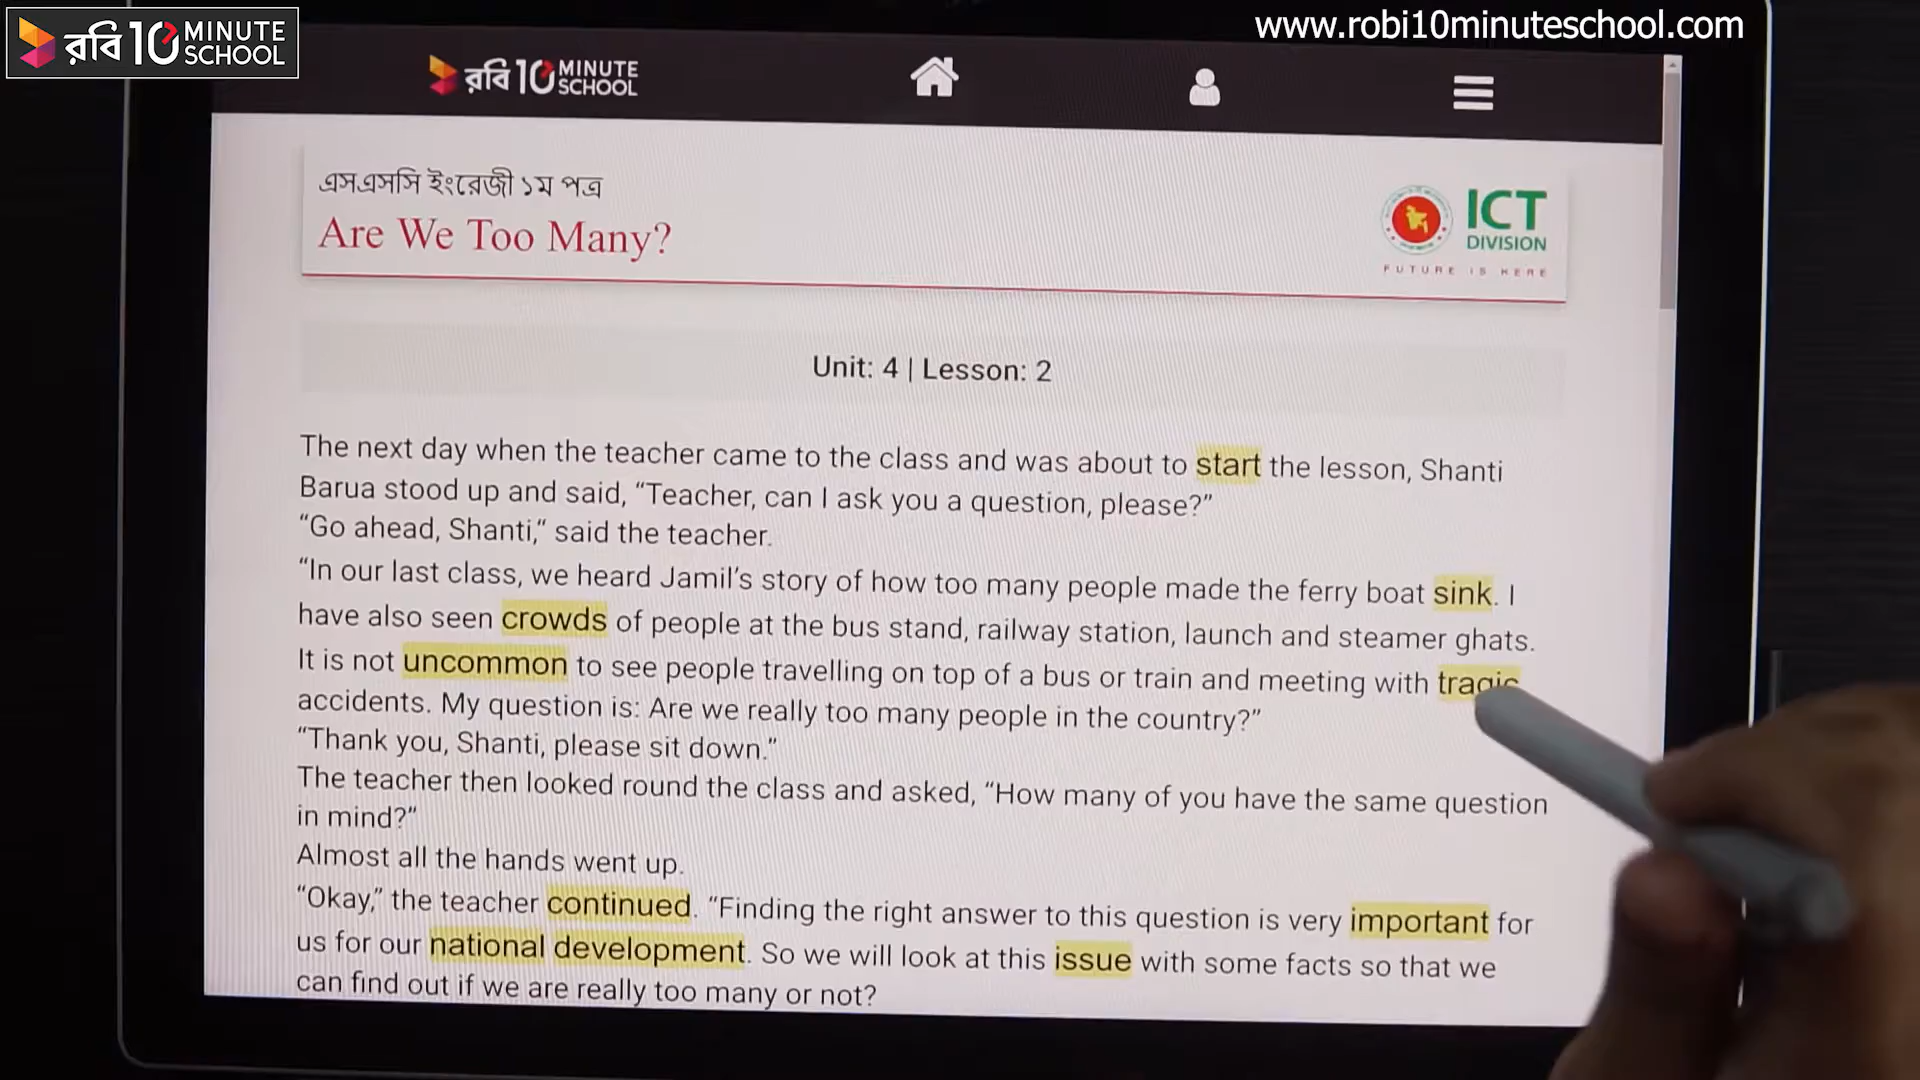 রবি 10 MINUTE SCHOOL
www.robi10minuteschool.com
রবি 10 MINUTE SCHOOL
এসএসসি ইংরেজী ১ম পত্র
Are We Too Many?
ICT
DIVISION
FUTURE IS HERE
Unit: 4 | Lesson: 2
The next day when the teacher came to the class and was about to start the lesson, Shanti
Barua stood up and said, “Teacher, can I ask you a question, please?”
“Go ahead, Shanti,“ said the teacher.
“In our last class, we heard Jamil’s story of how too many people made the ferry boat sink. I
have also seen crowds of people at the bus stand, railway station, launch and steamer ghats.
It is not uncommon to see people travelling on top of a bus or train and meeting with tragic
accidents. My question is: Are we really too many people in the country?”
“Thank you, Shanti, please sit down.”
The teacher then looked round the class and asked, “How many of you have the same question
in mind?”
Almost all the hands went up.
“Okay,” the teacher continued. “Finding the right answer to this question is very important for
us for our national development. So we will look at this issue with some facts so that we
can find out if we are really too many or not?